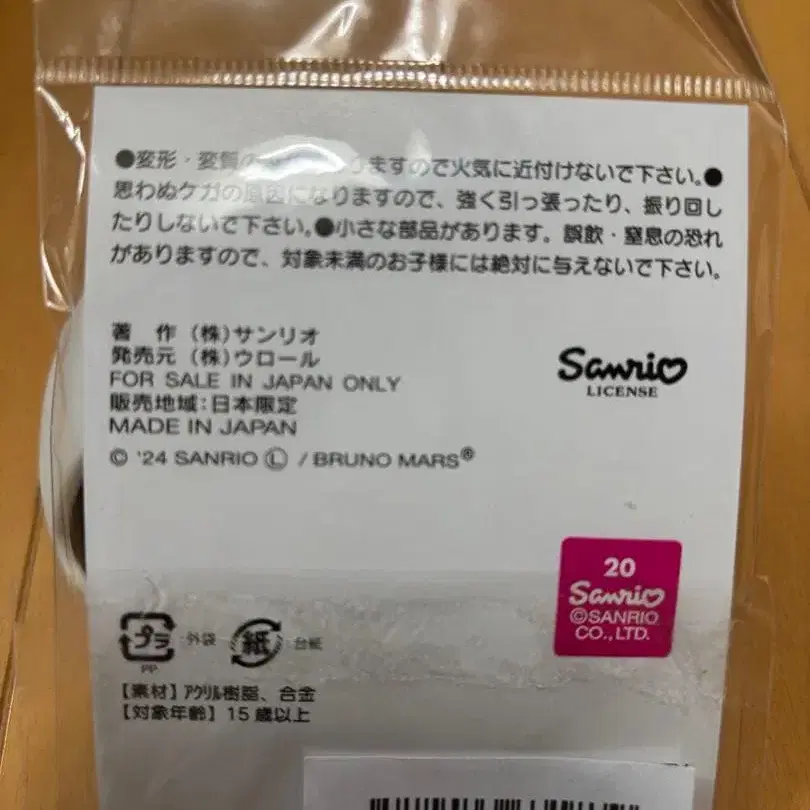 ●変形・変質の りますので火気に近付けないで下さい。●
思わぬケガの原因になりますので、強く引っ張ったり、振り回し
たりしないで下さい。●小さな部品があります。誤飲・窒息の恐れ
がありますので、対象未満のお子様には絶対に与えないで下さい。
著 作 (株)サンリオ
発売元 (株)ウロール
FOR SALE IN JAPAN ONLY
販売地域:日本限定
MADE IN JAPAN
© '24 SANRIO Ⓛ / BRUNO MARS®
Sanrio
LICENSE
20
Sanrio
©SANRIO
CO.,LTD.
プラ 外袋 紙 台紙
PP
【素材】アクリル樹脂、合金
【対象年齢】15歳以上